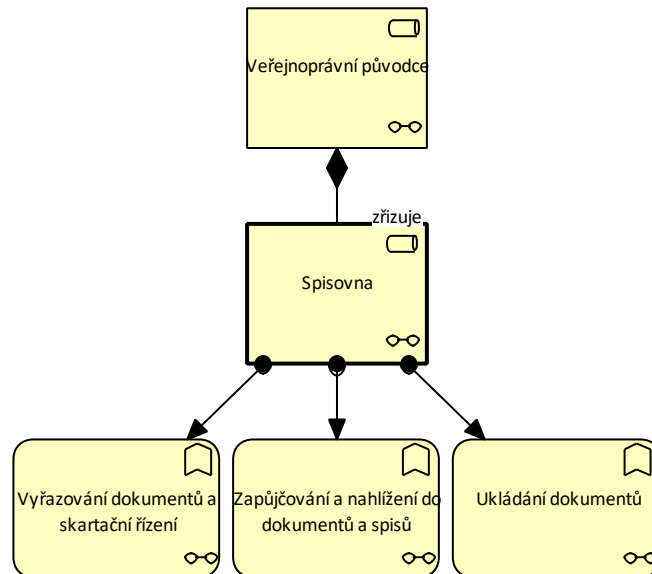 Veřejnoprávní původce
zřizuje
Spisovna
Vyřazování dokumentů a
skartační řízení
Zapůjčování a nahlížení do
dokumentů a spisů
Ukládání dokumentů